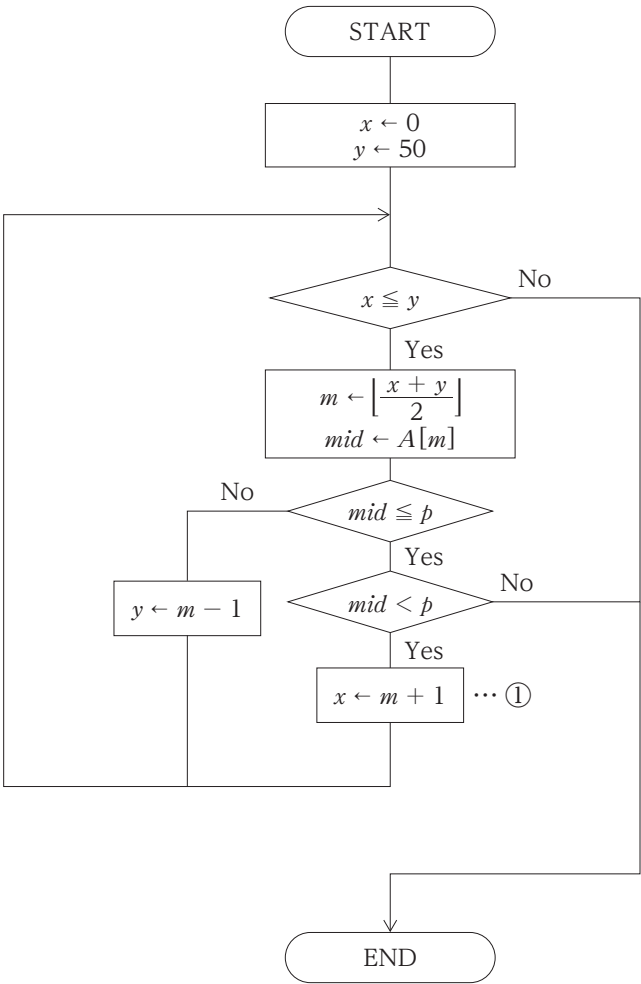 START
x ← 0
y ← 50
x ≦ y
No
Yes
m ← ⌊(x + y)/2⌋
mid ← A[m]
No
mid ≦ p
Yes
No
y ← m − 1
mid < p
Yes
x ← m + 1 … ①
END